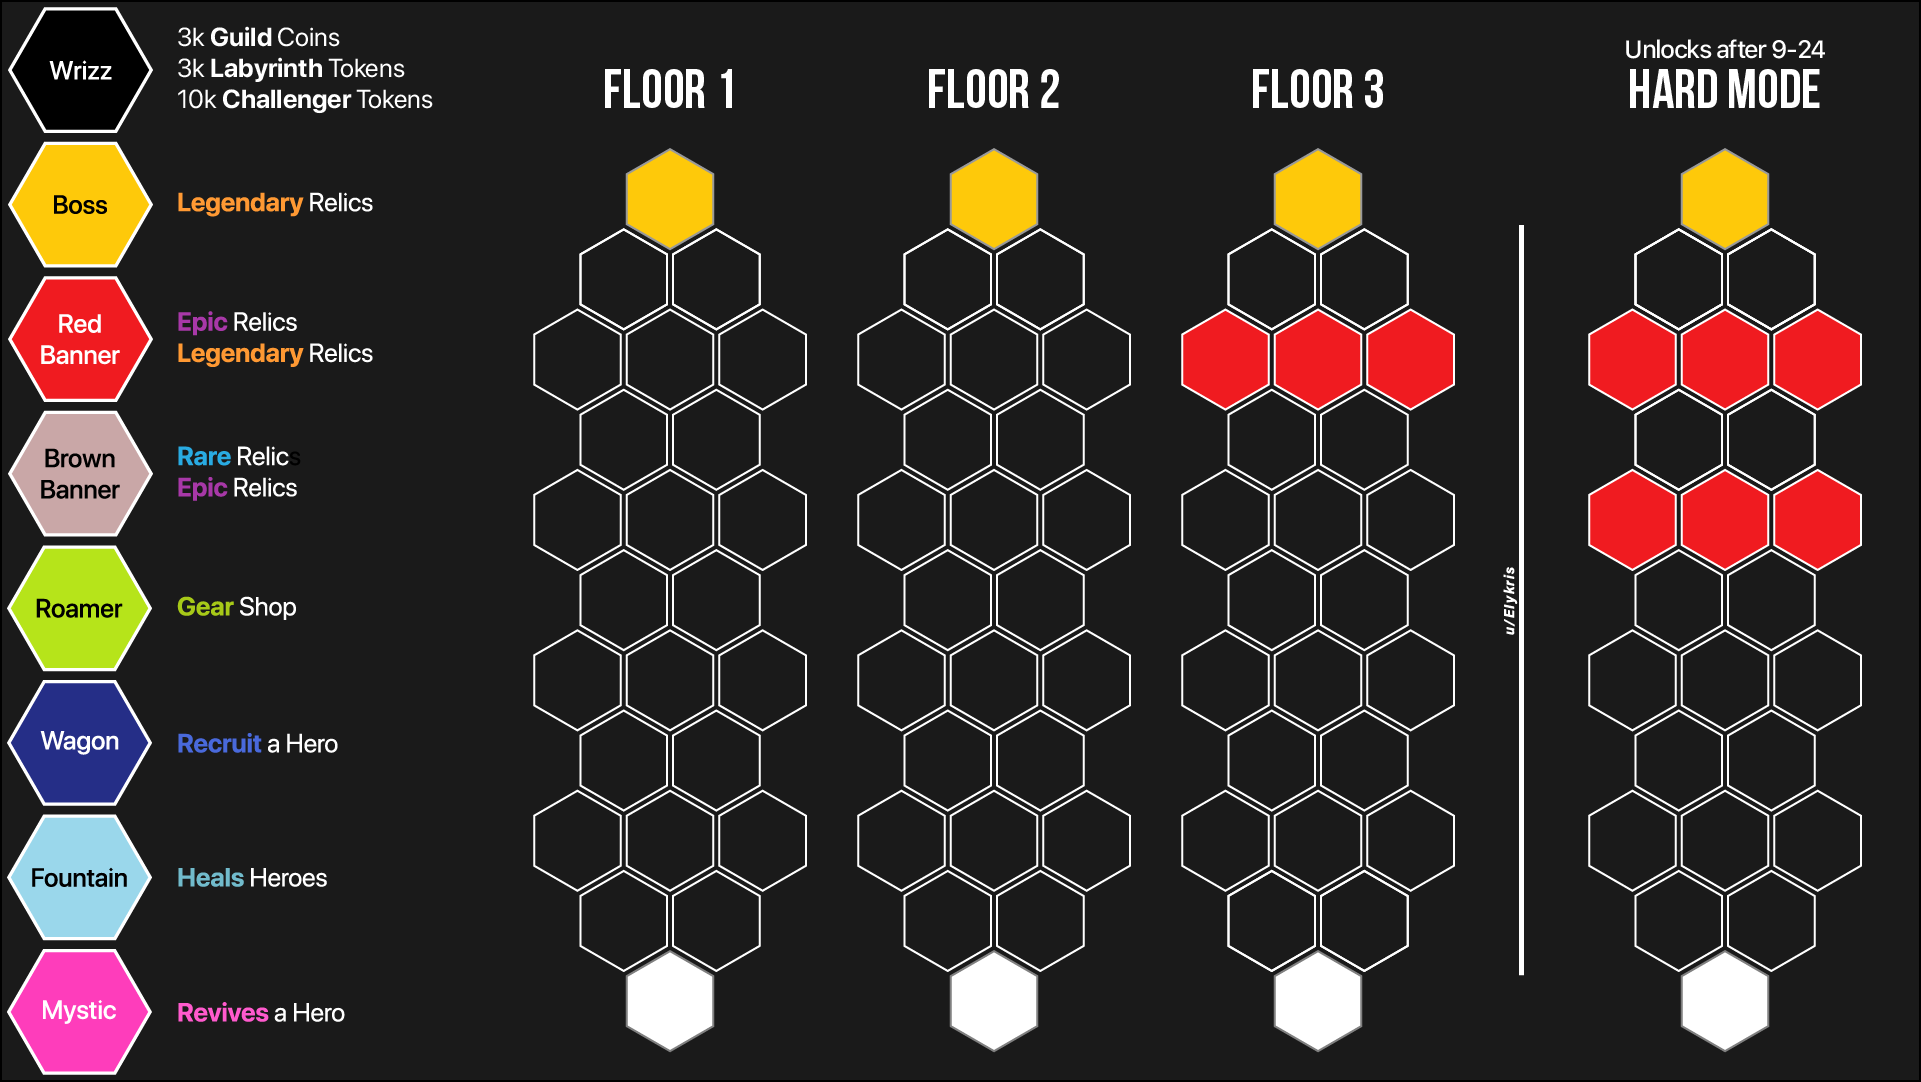 Wrizz
3k Guild Coins
3k Labyrinth Tokens
10k Challenger Tokens
FLOOR 1
FLOOR 2
FLOOR 3
Unlocks after 9-24
HARD MODE
Boss
Legendary Relics
Red
Banner
Epic Relics
Legendary Relics
Brown
Banner
Rare Relics
Epic Relics
Roamer
Gear Shop
u/Elykris
Wagon
Recruit a Hero
Fountain
Heals Heroes
Mystic
Revives a Hero